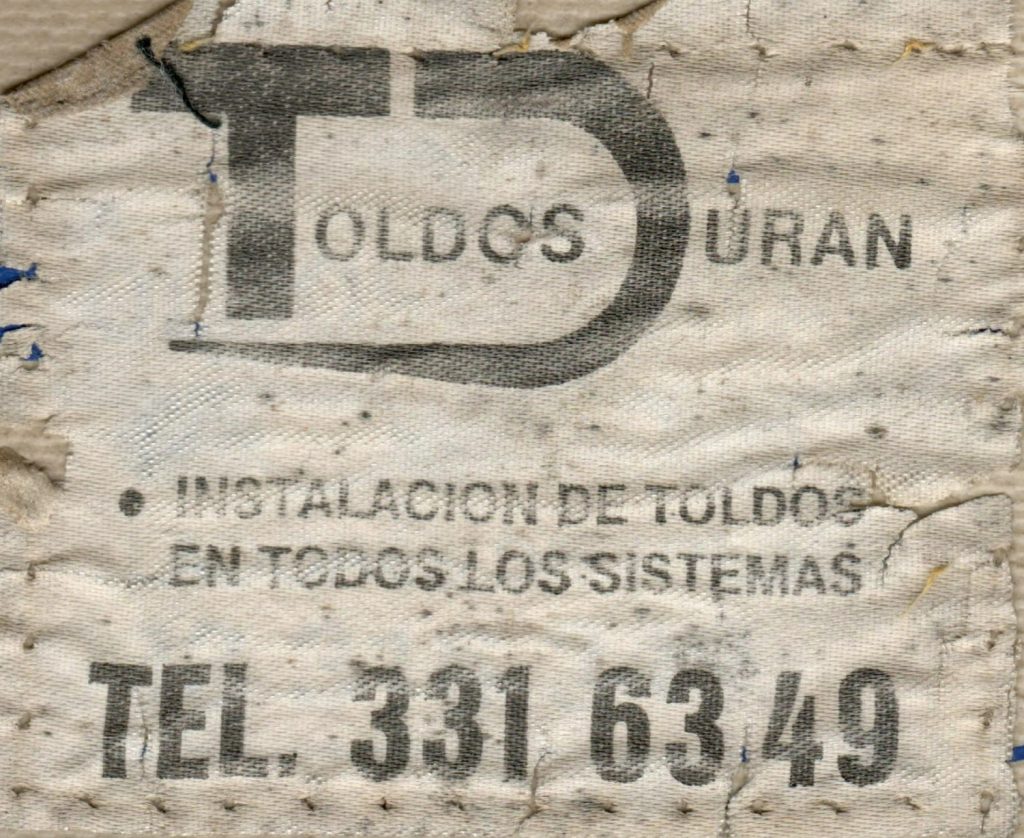 TOLDOS DURAN
• INSTALACION DE TOLDOS
EN TODOS LOS SISTEMAS
TEL. 331 63 49